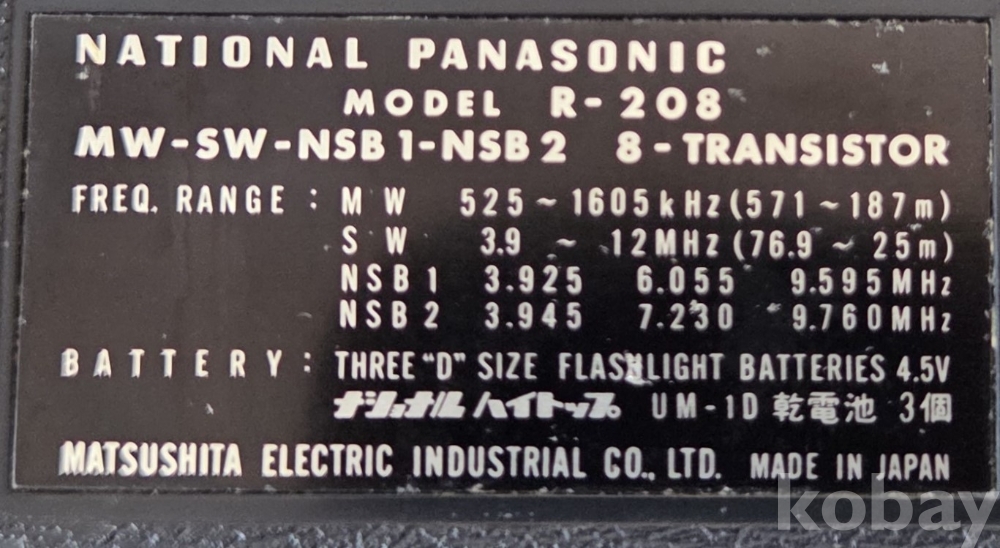 NATIONAL PANASONIC
MODEL R-208
MW-SW-NSB1-NSB2 8-TRANSISTOR
FREQ. RANGE : MW 525 ~ 1605kHz (571 ~ 187m)
SW 3.9 ~ 12MHz (76.9 ~ 25m)
NSB1 3.925 6.055 9.595MHz
NSB2 3.945 7.230 9.760MHz
BATTERY : THREE "D" SIZE FLASHLIGHT BATTERIES 4.5V
ナショナル ハイトップ UM-1D 乾電池 3個
MATSUSHITA ELECTRIC INDUSTRIAL CO., LTD. MADE IN JAPAN
kobay